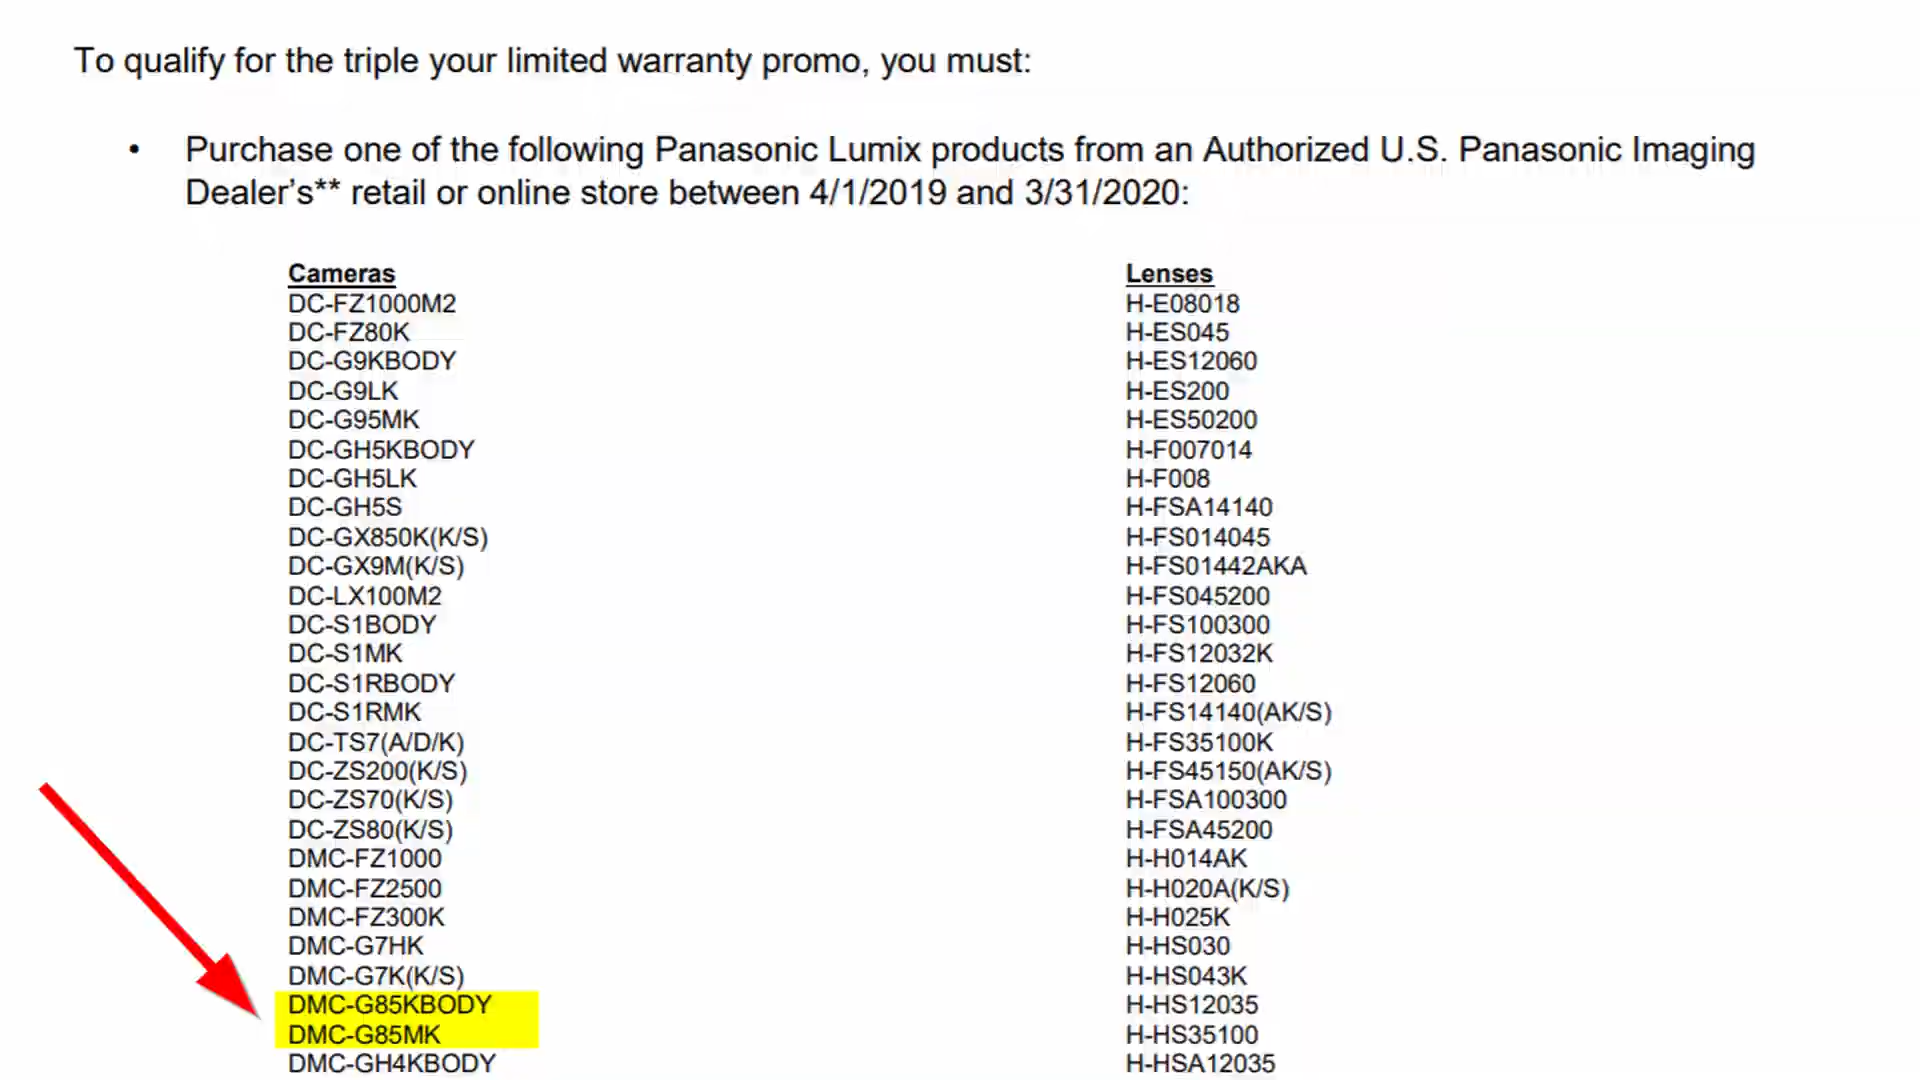 To qualify for the triple your limited warranty promo, you must:
• Purchase one of the following Panasonic Lumix products from an Authorized U.S. Panasonic Imaging
Dealer’s** retail or online store between 4/1/2019 and 3/31/2020:
Cameras
DC-FZ1000M2
DC-FZ80K
DC-G9KBODY
DC-G9LK
DC-G95MK
DC-GH5KBODY
DC-GH5LK
DC-GH5S
DC-GX850K(K/S)
DC-GX9M(K/S)
DC-LX100M2
DC-S1BODY
DC-S1MK
DC-S1RBODY
DC-S1RMK
DC-TS7(A/D/K)
DC-ZS200(K/S)
DC-ZS70(K/S)
DC-ZS80(K/S)
DMC-FZ1000
DMC-FZ2500
DMC-FZ300K
DMC-G7HK
DMC-G7K(K/S)
DMC-G85KBODY
DMC-G85MK
DMC-GH4KBODY
Lenses
H-E08018
H-ES045
H-ES12060
H-ES200
H-ES50200
H-F007014
H-F008
H-FSA14140
H-FS014045
H-FS01442AKA
H-FS045200
H-FS100300
H-FS12032K
H-FS12060
H-FS14140(AK/S)
H-FS35100K
H-FS45150(AK/S)
H-FSA100300
H-FSA45200
H-H014AK
H-H020A(K/S)
H-H025K
H-HS030
H-HS043K
H-HS12035
H-HS35100
H-HSA12035